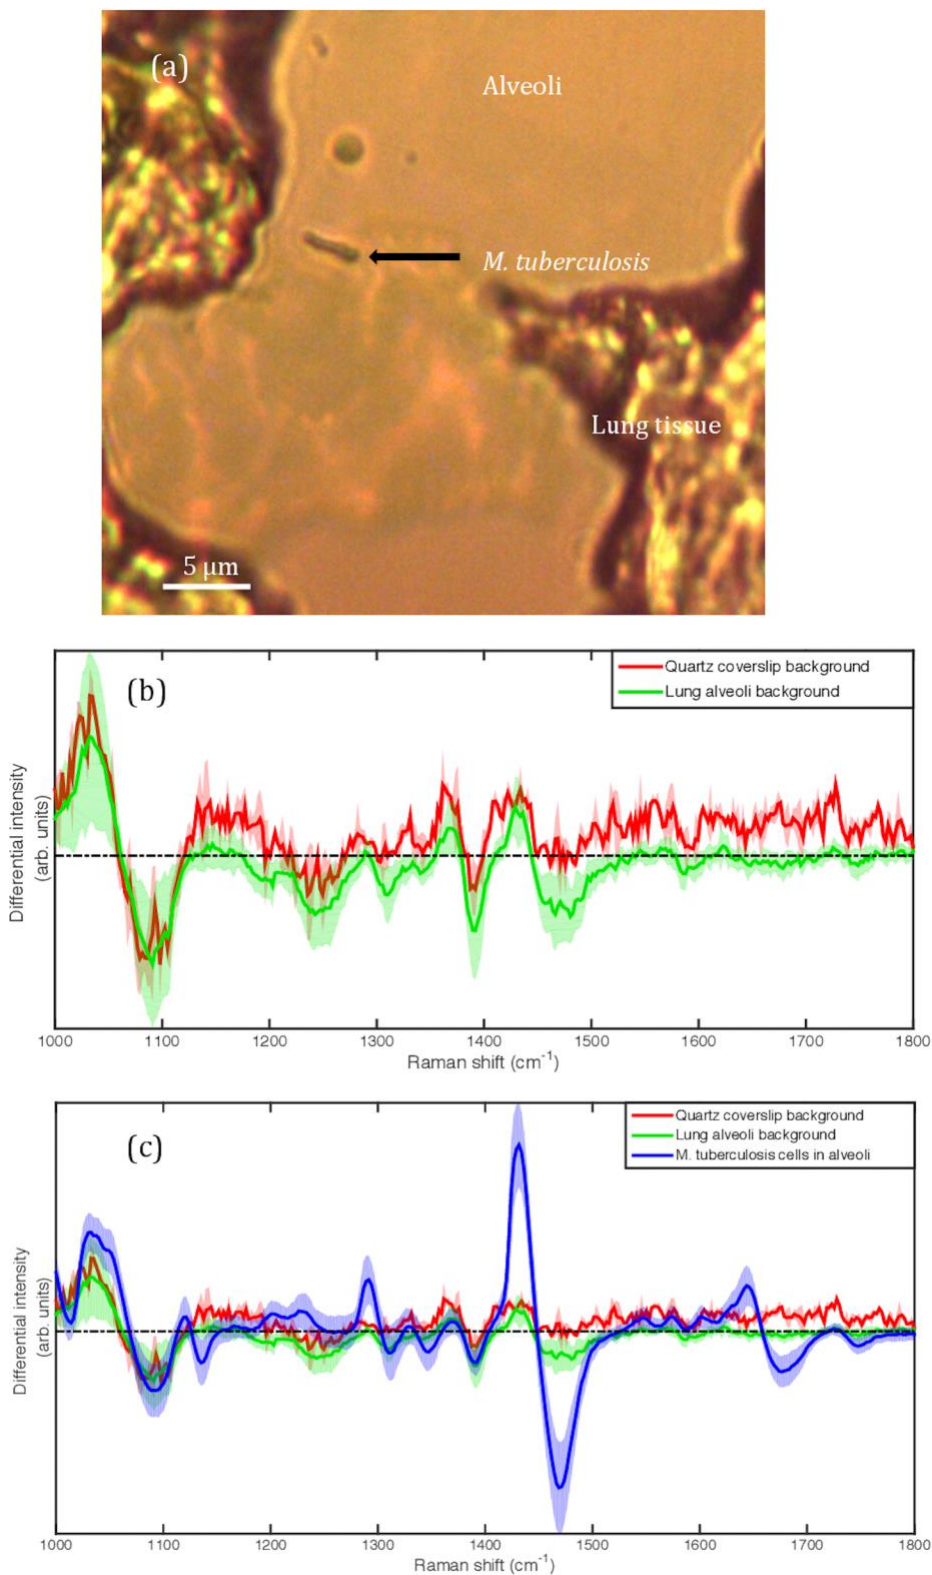 (a)
Alveoli
M. tuberculosis
Lung tissue
5 μm
(b)
Quartz coverslip background
Lung alveoli background
Differential intensity
(arb. units)
1000 1100 1200 1300 1400 1500 1600 1700 1800
Raman shift (cm⁻¹)
(c)
Quartz coverslip background
Lung alveoli background
M. tuberculosis cells in alveoli
Differential intensity
(arb. units)
1000 1100 1200 1300 1400 1500 1600 1700 1800
Raman shift (cm⁻¹)